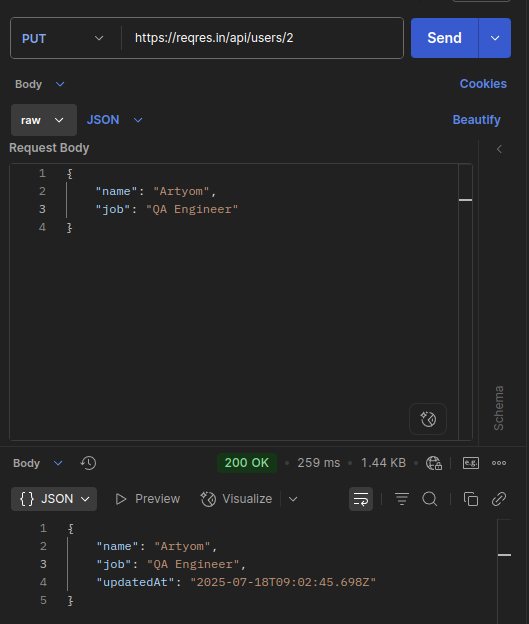 PUT https://reqres.in/api/users/2 Send
Body Cookies
raw JSON Beautify
Request Body
1 {
2 "name": "Artyom",
3 "job": "QA Engineer"
4 }
Schema
Body 200 OK • 259 ms • 1.44 KB e.g.
{} JSON Preview Visualize
1 {
2 "name": "Artyom",
3 "job": "QA Engineer",
4 "updatedAt": "2025-07-18T09:02:45.698Z"
5 }